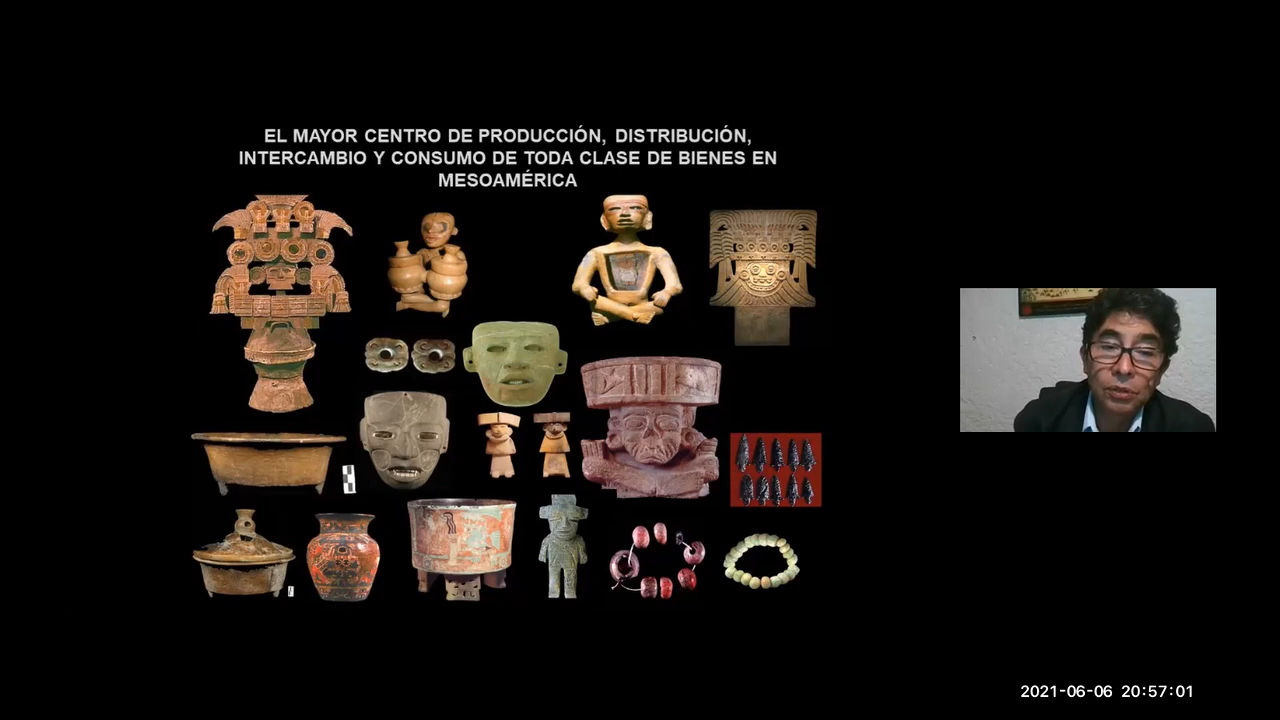 EL MAYOR CENTRO DE PRODUCCIÓN, DISTRIBUCIÓN,
INTERCAMBIO Y CONSUMO DE TODA CLASE DE BIENES EN
MESOAMÉRICA
2021-06-06 20:57:01